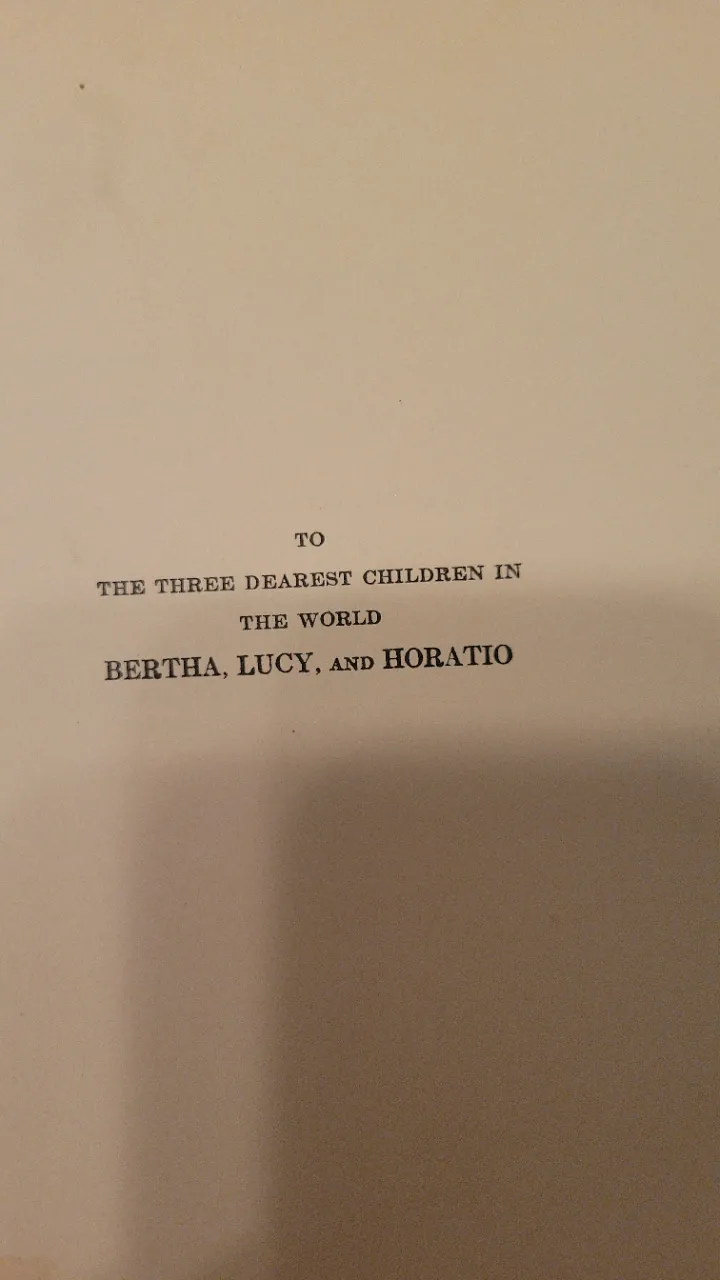 TO
THE THREE DEAREST CHILDREN IN
THE WORLD
BERTHA, LUCY, AND HORATIO